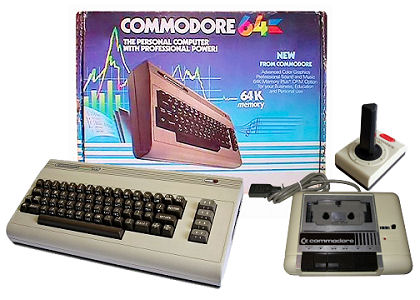 COMMODORE 64
THE PERSONAL COMPUTER
WITH PROFESSIONAL POWER!
NEW
FROM COMMODORE
Advanced Color Graphics
Professional Sound and Music
64K Memory Plus CP/M Option
for your Business, Education
and Personal use
64K
memory
commodore